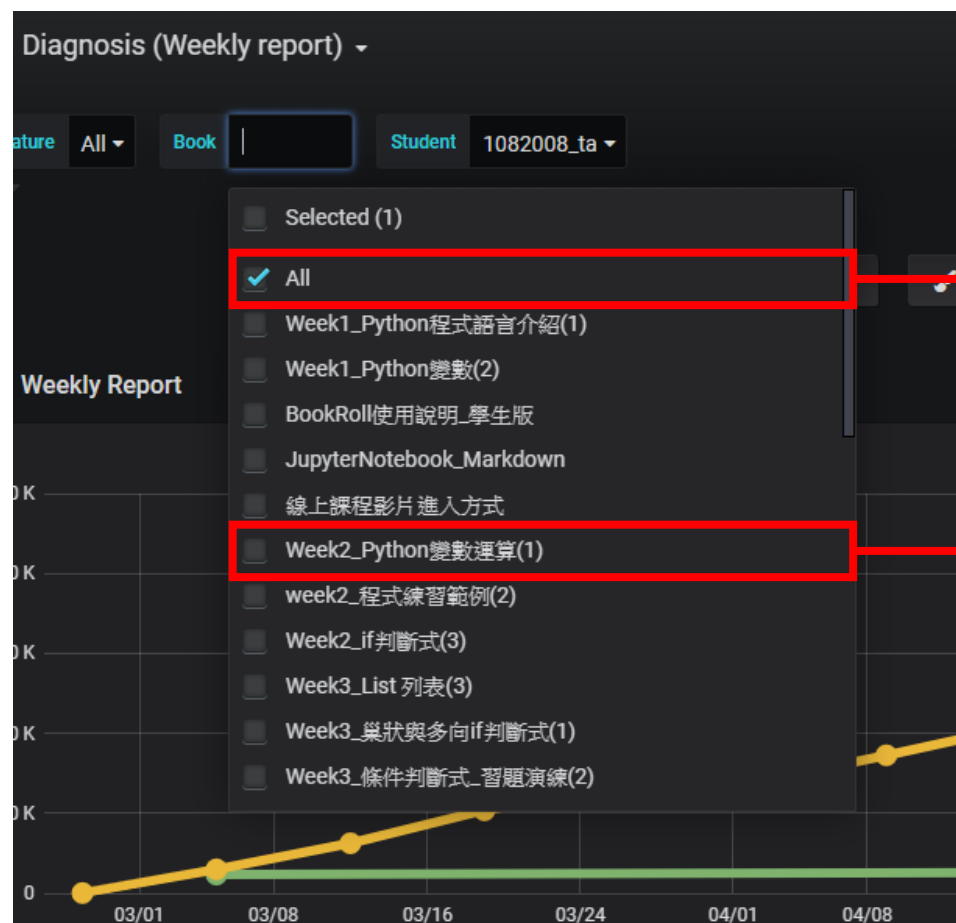 Diagnosis (Weekly report)
ature All Book Student 1082008_ta
Selected (1)
All
Week1_Python程式語言介紹(1)
Week1_Python變數(2)
Weekly Report
BookRoll使用說明_學生版
JupyterNotebook_Markdown
0 K
線上課程影片進入方式
Week2_Python變數運算(1)
0 K
week2_程式練習範例(2)
Week2_if判斷式(3)
0 K
Week3_List 列表(3)
0 K
Week3_巢狀與多向if判斷式(1)
Week3_條件判斷式_習題演練(2)
0 K
0
03/01 03/08 03/16 03/24 04/01 04/08